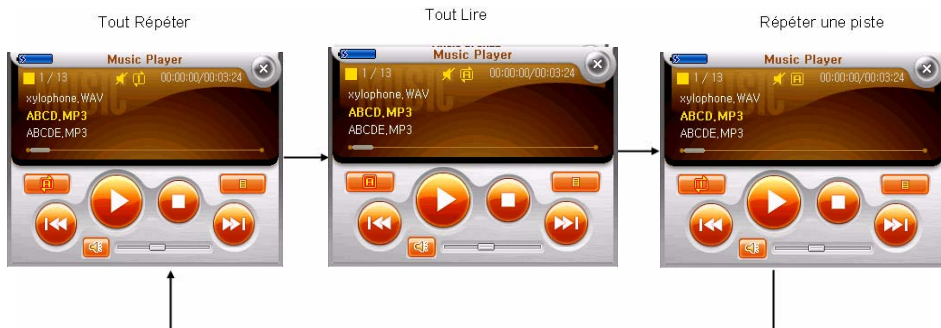 Tout Répéter
Tout Lire
Répéter une piste
Music Player
1 / 13
00:00:00/00:03:24
xylophone.WAV
ABCD.MP3
ABCDE.MP3
Music Player
1 / 13
00:00:00/00:03:24
xylophone.WAV
ABCD.MP3
ABCDE.MP3
Music Player
1 / 13
00:00:00/00:03:24
xylophone.WAV
ABCD.MP3
ABCDE.MP3